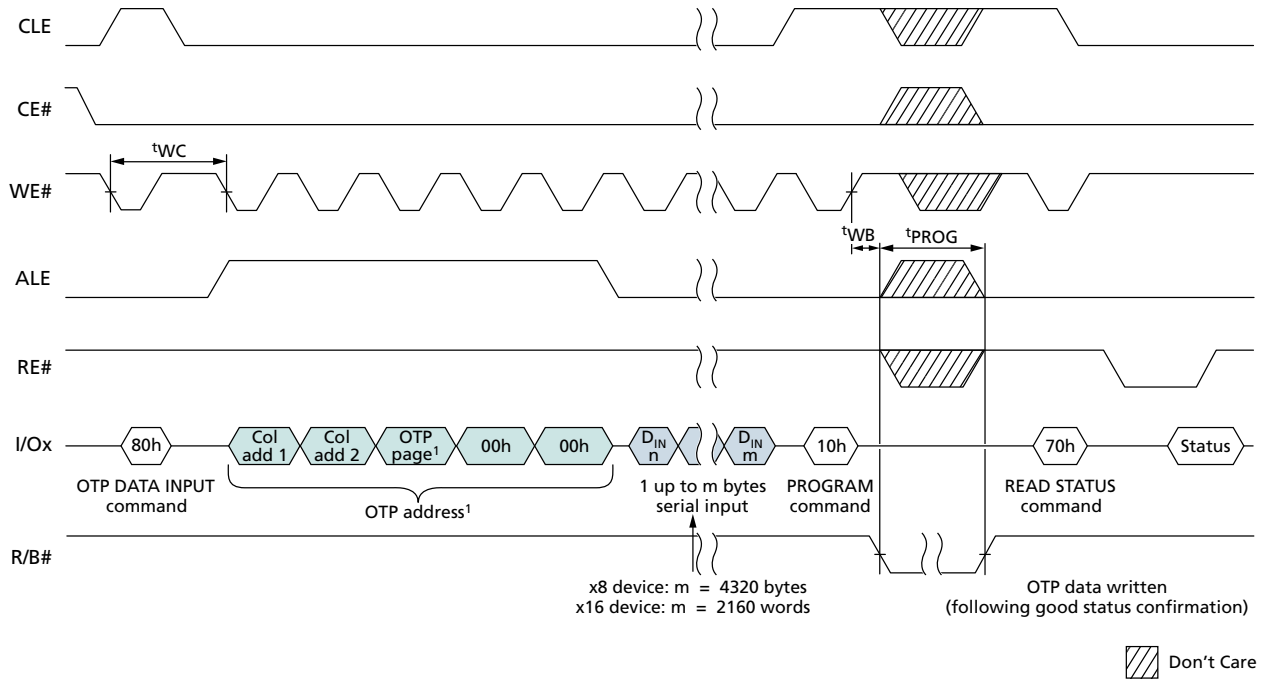 CLE
CE#
tWC
WE#
tWB
tPROG
ALE
RE#
I/Ox
80h
Col
add 1
Col
add 2
OTP
page1
00h
00h
DIN
n
DIN
m
10h
70h
Status
OTP DATA INPUT
command
OTP address1
1 up to m bytes
serial input
PROGRAM
command
READ STATUS
command
R/B#
x8 device: m = 4320 bytes
x16 device: m = 2160 words
OTP data written
(following good status confirmation)
Don't Care